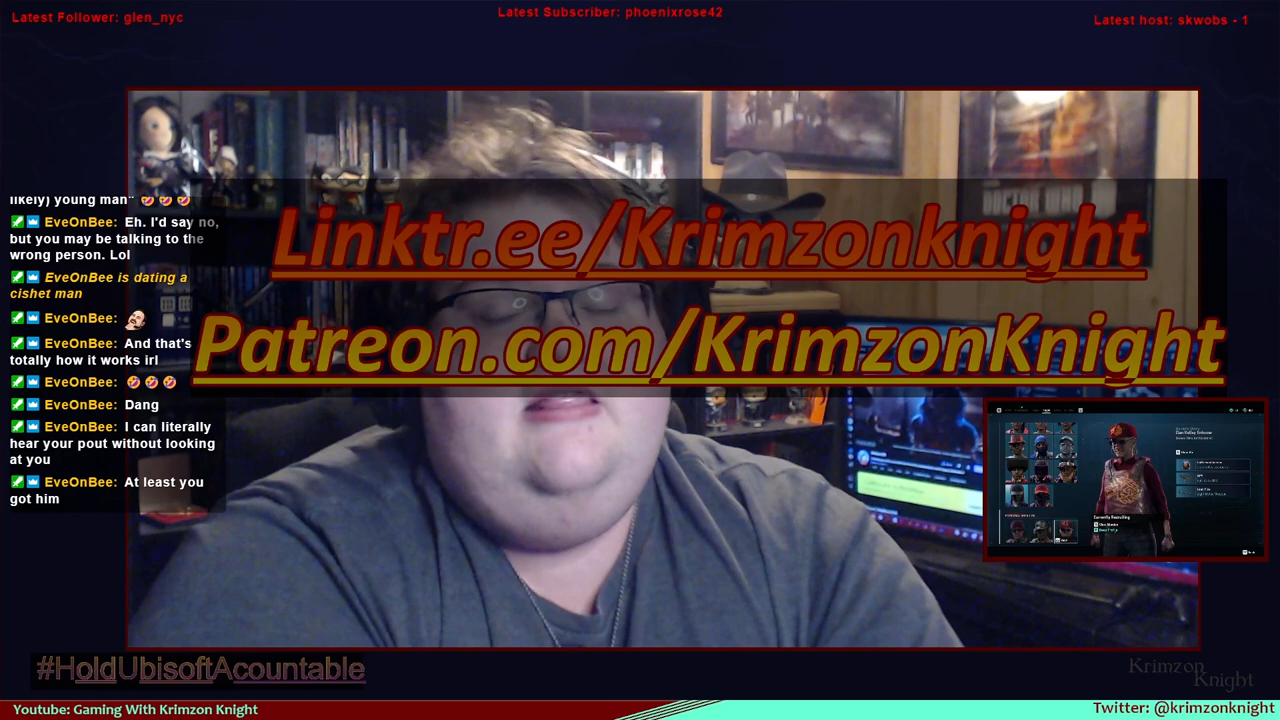 Latest Follower: glen_nyc
Latest Subscriber: phoenixrose42
Latest host: skwobs - 1
likely) young man"
EveOnBee: Eh. I'd say no,
but you may be talking to the
wrong person. Lol
EveOnBee is dating a
cishet man
EveOnBee:
EveOnBee: And that's
totally how it works irl
EveOnBee:
EveOnBee: Dang
EveOnBee: I can literally
hear your pout without looking
at you
EveOnBee: At least you
got him
Linktr.ee/Krimzonknight
Patreon.com/KrimzonKnight
DOCTOR WHO
Currently Recruiting
#HoldUbisoftAcountable
Krimzon
Knight
Youtube: Gaming With Krimzon Knight
Twitter: @krimzonknight